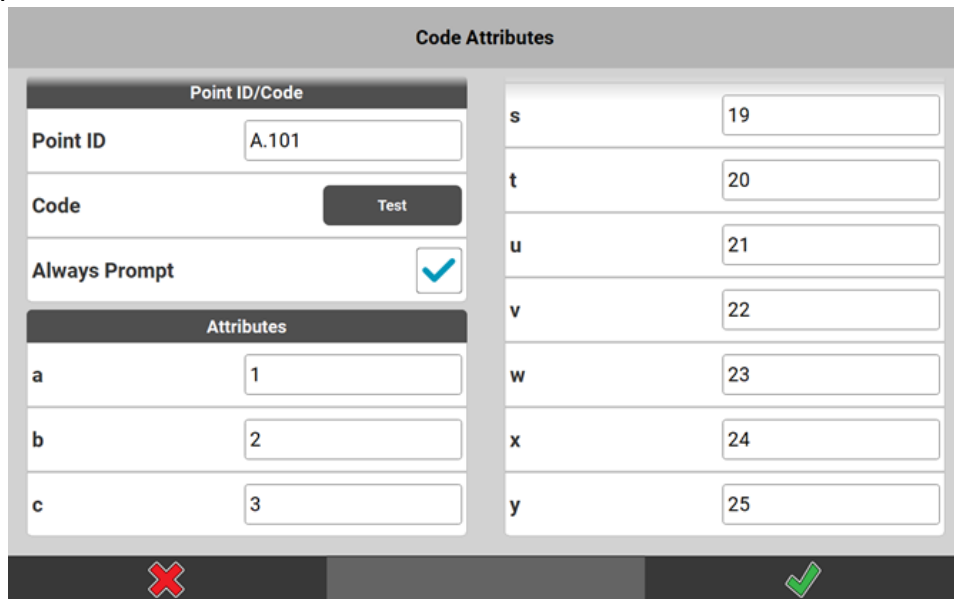 Code Attributes
Point ID/Code
Point ID A.101
Code Test
Always Prompt
Attributes
a 1
b 2
c 3
s 19
t 20
u 21
v 22
w 23
x 24
y 25